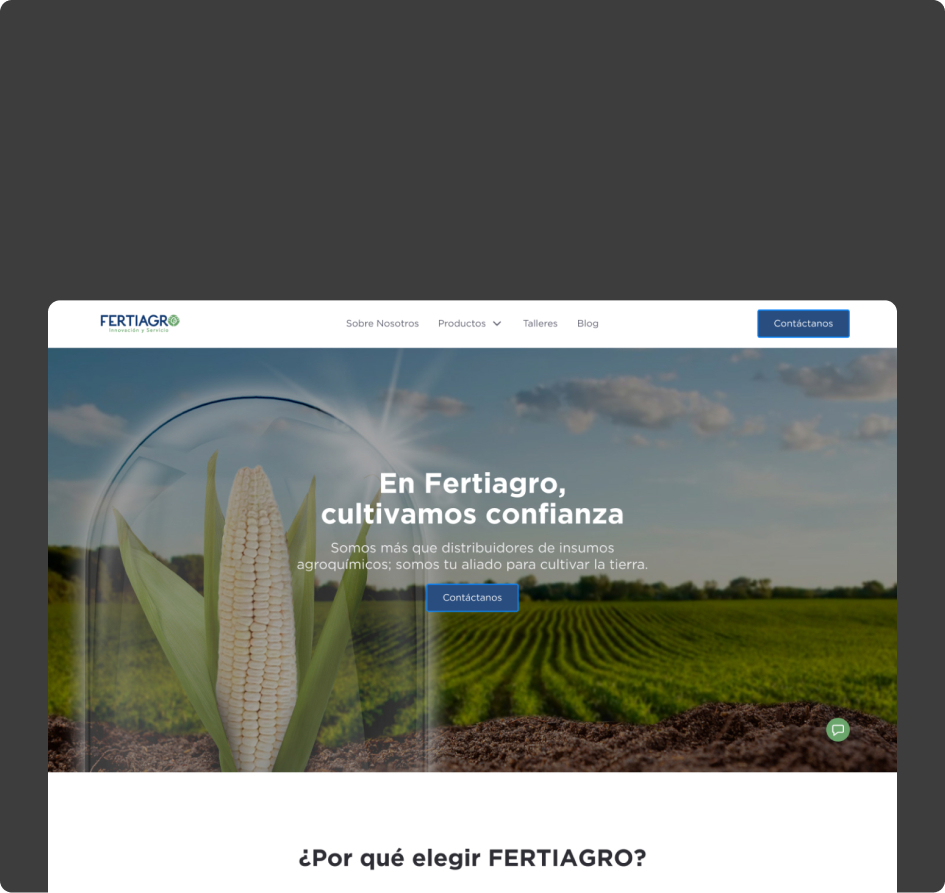 FERTIAGRO
Innovación y Servicio
Sobre Nosotros
Productos
Talleres
Blog
Contáctanos
En Fertiagro,
cultivamos confianza
Somos más que distribuidores de insumos
agroquímicos; somos tu aliado para cultivar la tierra.
Contáctanos
¿Por qué elegir FERTIAGRO?